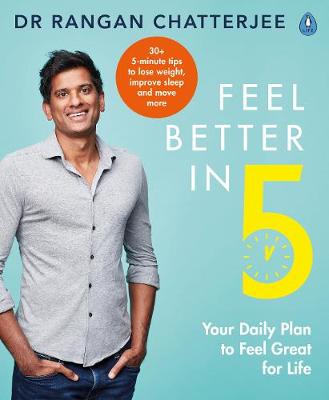 DR RANGAN CHATTERJEE
LIFE
30+
5-minute tips
to lose weight,
improve sleep
and move
more
FEEL
BETTER
IN
5
Your Daily Plan
to Feel Great
for Life